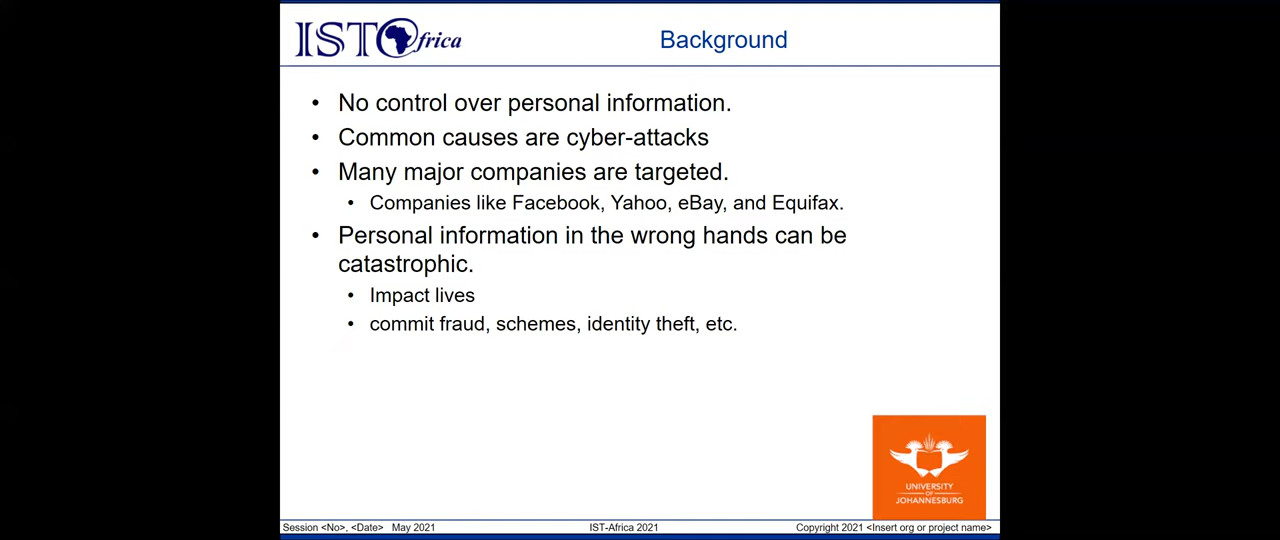 IST Africa
Background
• No control over personal information.
• Common causes are cyber-attacks
• Many major companies are targeted.
• Companies like Facebook, Yahoo, eBay, and Equifax.
• Personal information in the wrong hands can be
catastrophic.
• Impact lives
• commit fraud, schemes, identity theft, etc.
UNIVERSITY
OF
JOHANNESBURG
Session <No>, <Date> May 2021
IST-Africa 2021
Copyright 2021 <Insert org or project name>